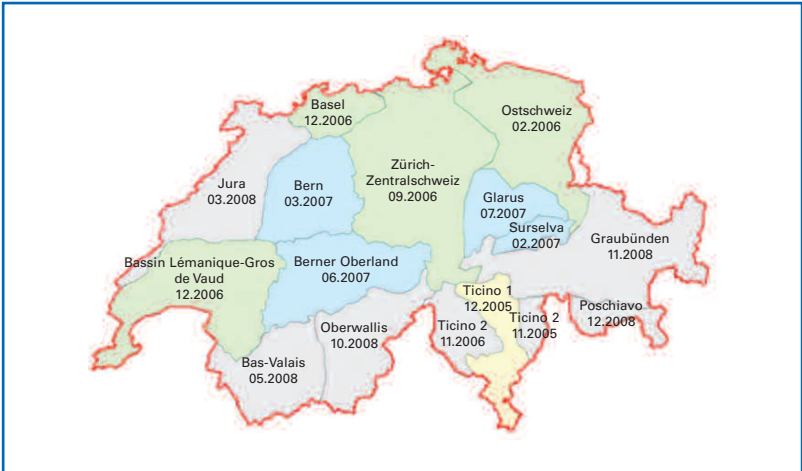 Basel
12.2006
Ostschweiz
02.2006
Zürich-
Zentralschweiz
09.2006
Jura
03.2008
Bern
03.2007
Glarus
07.2007
Surselva
02.2007
Graubünden
11.2008
Bassin Lémanique-Gros
de Vaud
12.2006
Berner Oberland
06.2007
Ticino 1
12.2005
Poschiavo
12.2008
Ticino 2
11.2005
Oberwallis
10.2008
Ticino 2
11.2006
Bas-Valais
05.2008